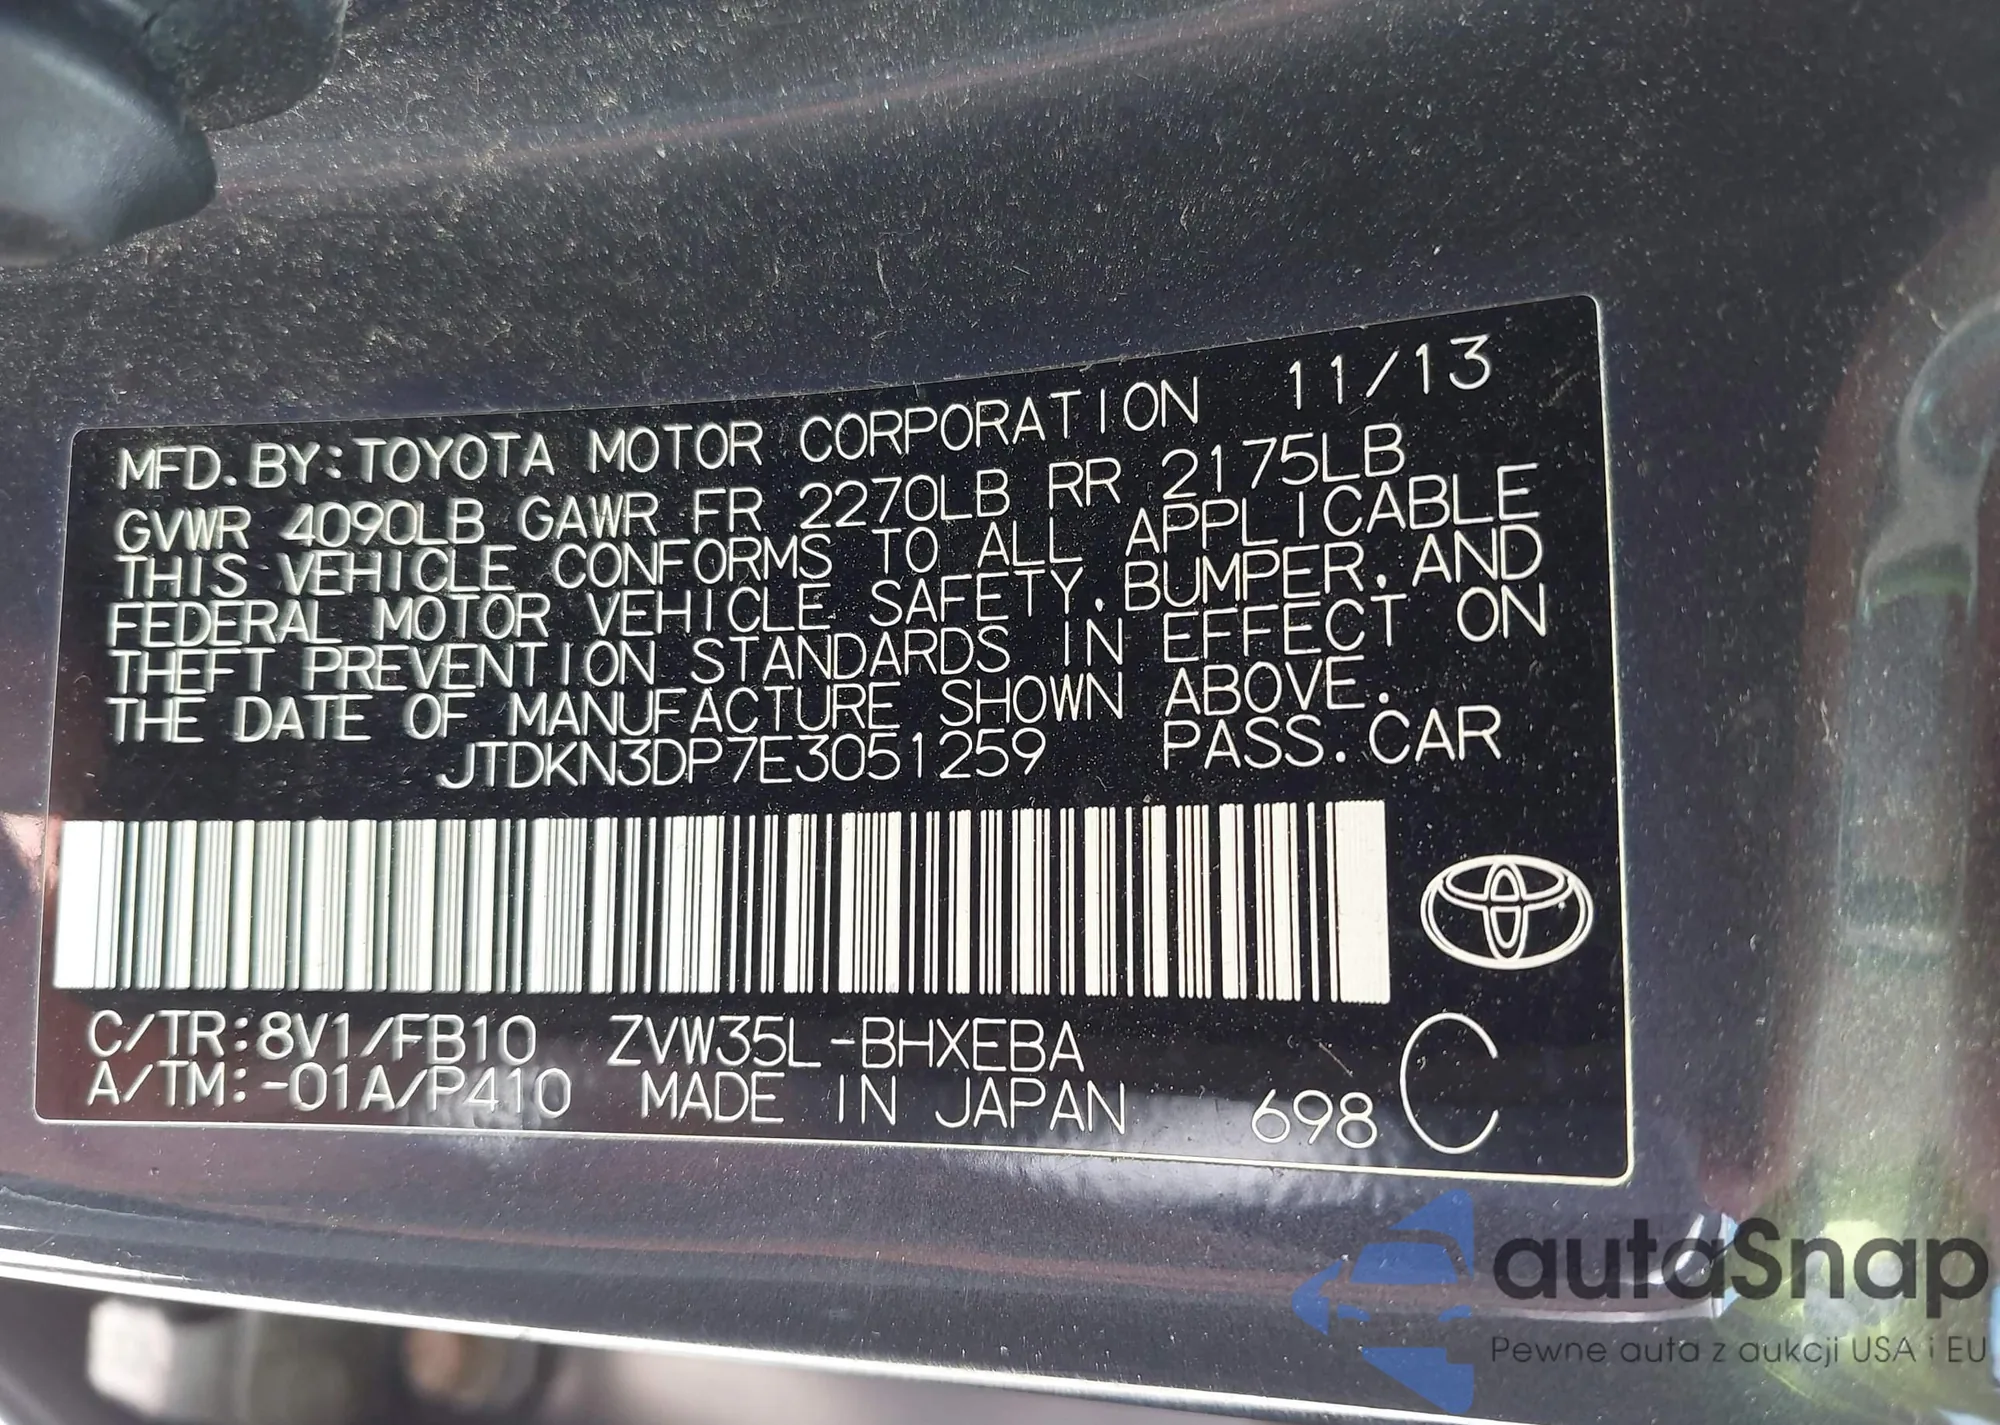 MFD. BY: TOYOTA MOTOR CORPORATION 11/13
GVWR 4090LB GAWR FR 2270LB RR 2175LB
THIS VEHICLE CONFORMS TO ALL APPLICABLE
FEDERAL MOTOR VEHICLE SAFETY, BUMPER, AND
THEFT PREVENTION STANDARDS IN EFFECT ON
THE DATE OF MANUFACTURE SHOWN ABOVE.
JTDKN3DP7E3051259 PASS. CAR
C/TR: 8V1/FB10 ZVW35L-BHXEBA
A/TM: -01A/P410 MADE IN JAPAN 698 C
autaSnap
Pewne auta z aukcji USA i EU